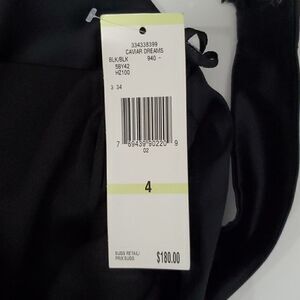 334338399
CAVIAR DREAMS
BLK/BLK 940 -
5BY42
HZ100
3 34
7 89439 90220 9
02
4
SUGG RETAIL/
PRIX SUGG
$180.00